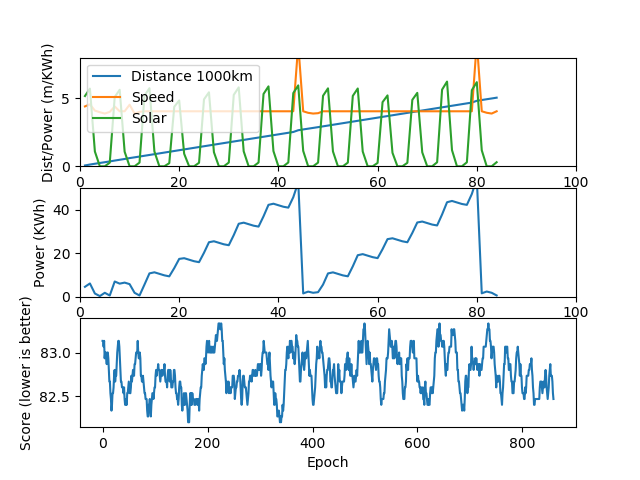 Dist/Power (m/KWh)
5
0
Distance 1000km
Speed
Solar
0 20 40 60 80 100
Power (KWh)
40
20
0
0 20 40 60 80 100
Score (lower is better)
83.0
82.5
0 200 400 600 800
Epoch